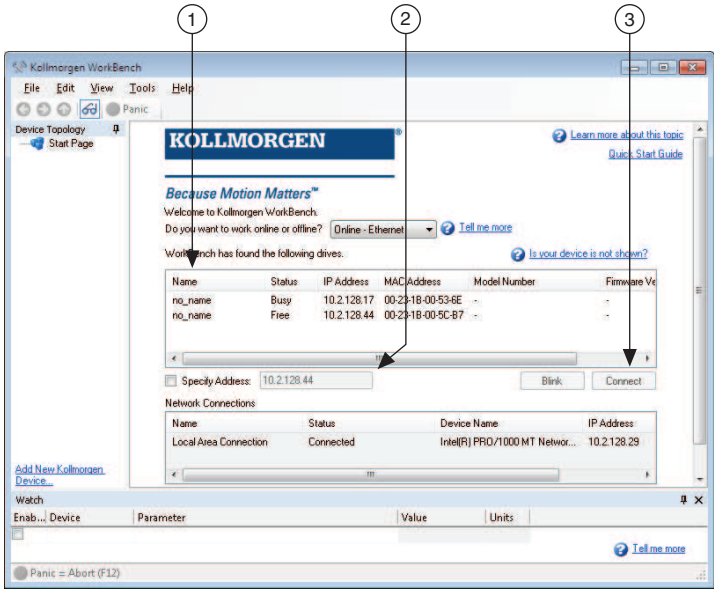 1 2 3
Kollmorgen WorkBench
File Edit View Tools Help
Panic
Device Topology
Start Page
KOLLMORGEN®
Learn more about this topic
Quick Start Guide
Because Motion Matters™
Welcome to Kollmorgen WorkBench.
Do you want to work online or offline? Online - Ethernet Tell me more
WorkBench has found the following drives. Is your device is not shown?
Name Status IP Address MAC Address Model Number Firmware Ve
no_name Busy 10.2.128.17 00-23-1B-00-53-6E - -
no_name Free 10.2.128.44 00-23-1B-00-5C-B7 - -
Specify Address: 10.2.128.44 Blink Connect
Network Connections
Name Status Device Name IP Address
Local Area Connection Connected Intel(R) PRO/1000 MT Networ... 10.2.128.29
Add New Kollmorgen
Device...
Watch
Enab... Device Parameter Value Units
Tell me more
Panic = Abort (F12)